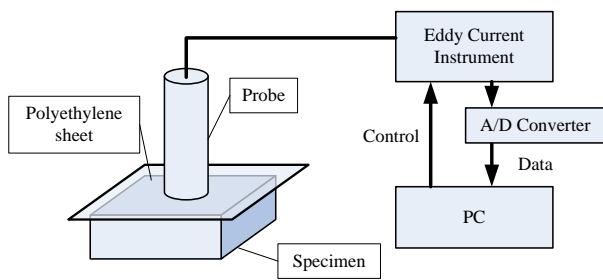 Eddy Current
Instrument
Probe
Polyethylene
sheet
A/D Converter
Control
Data
PC
Specimen